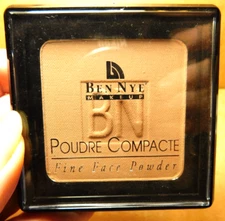 BEN NYE
MAKEUP
BN
POUDRE COMPACTE
Fine Face Powder